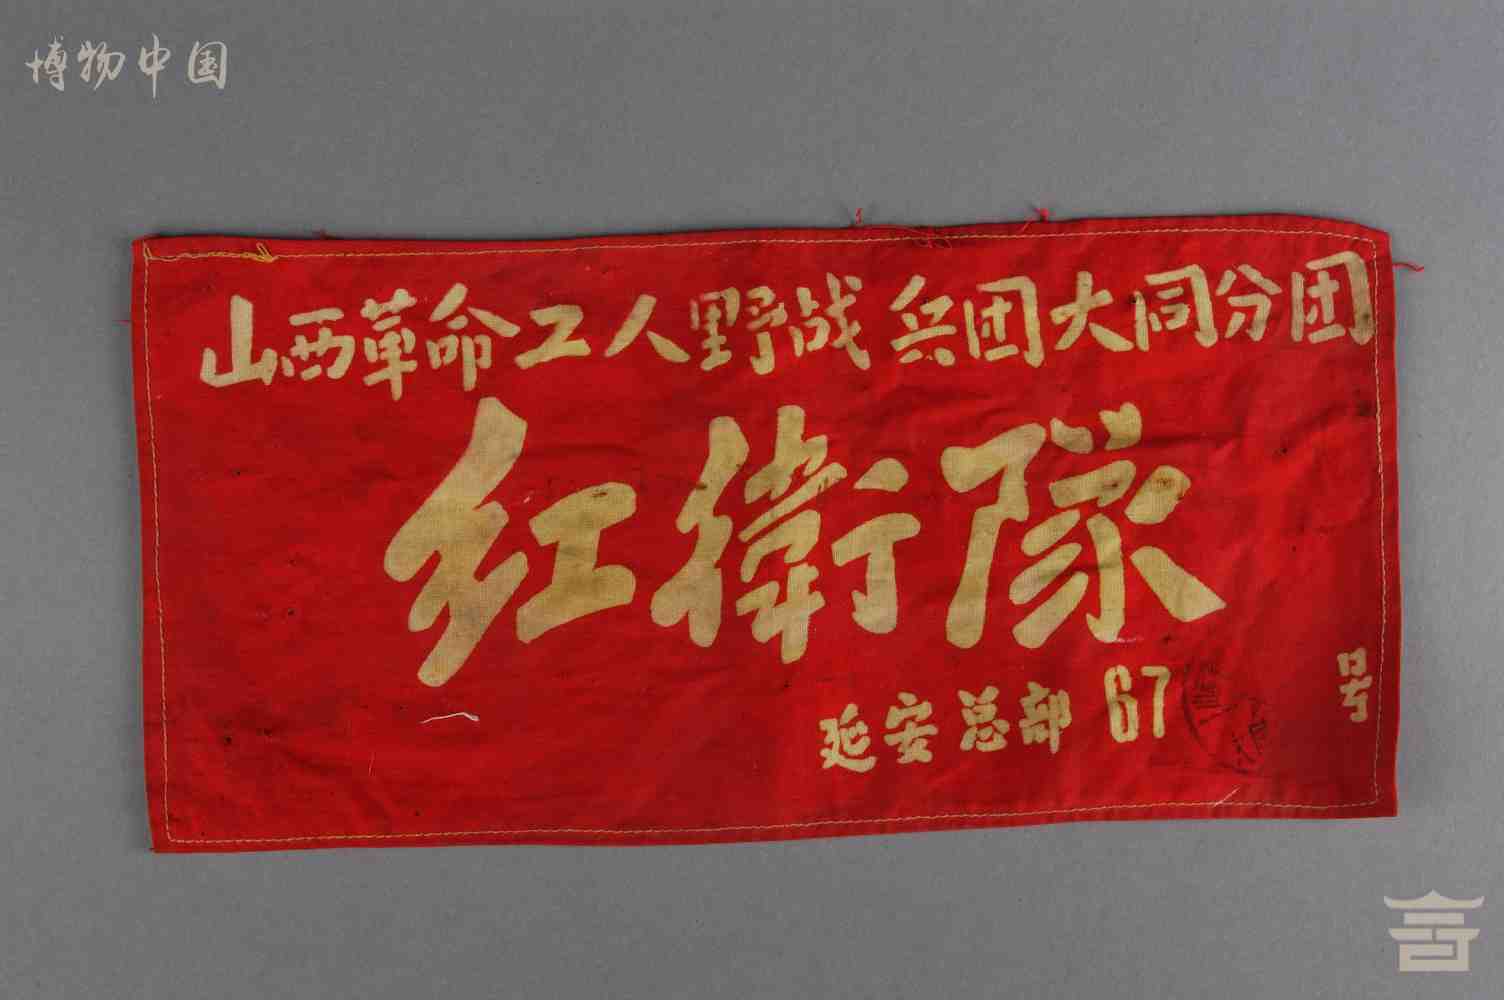 博物中国
山西革命工人野战兵团大同分团
红衛隊
延安总部 67 号